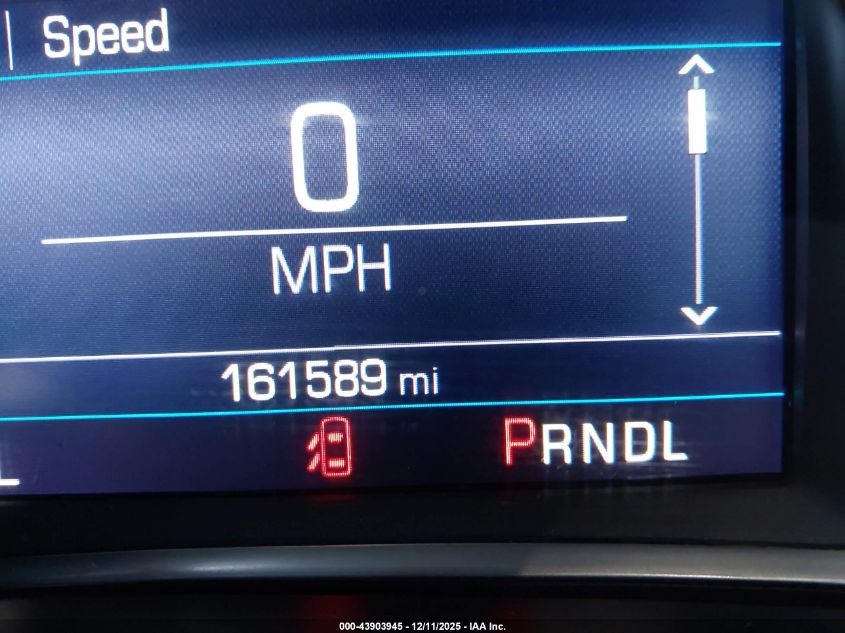 Speed
0
MPH
161589 mi
PRNDL
000-43903945 - 12/11/2025 - IAA Inc.